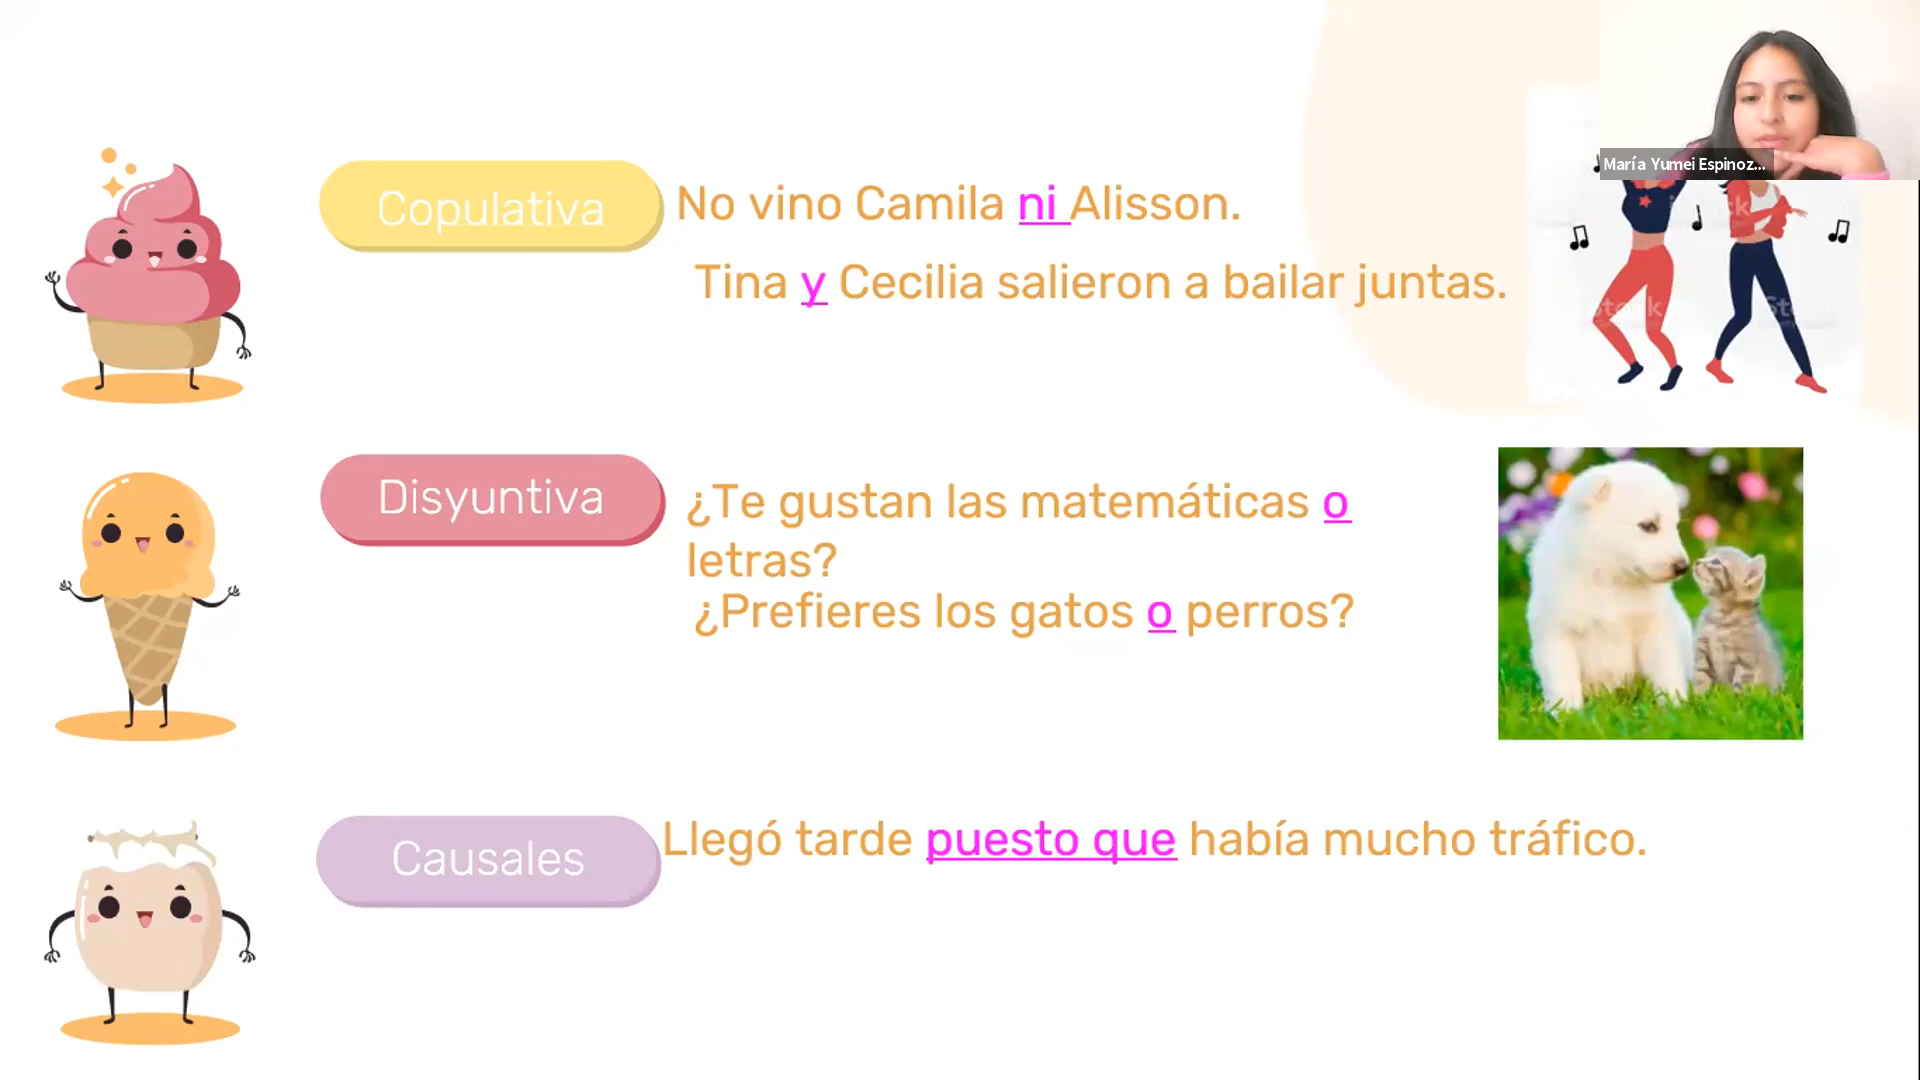 María Yumei Espinoz...
Copulativa
No vino Camila ni Alisson.
Tina y Cecilia salieron a bailar juntas.
Disyuntiva
¿Te gustan las matemáticas o
letras?
¿Prefieres los gatos o perros?
Causales
Llegó tarde puesto que había mucho tráfico.